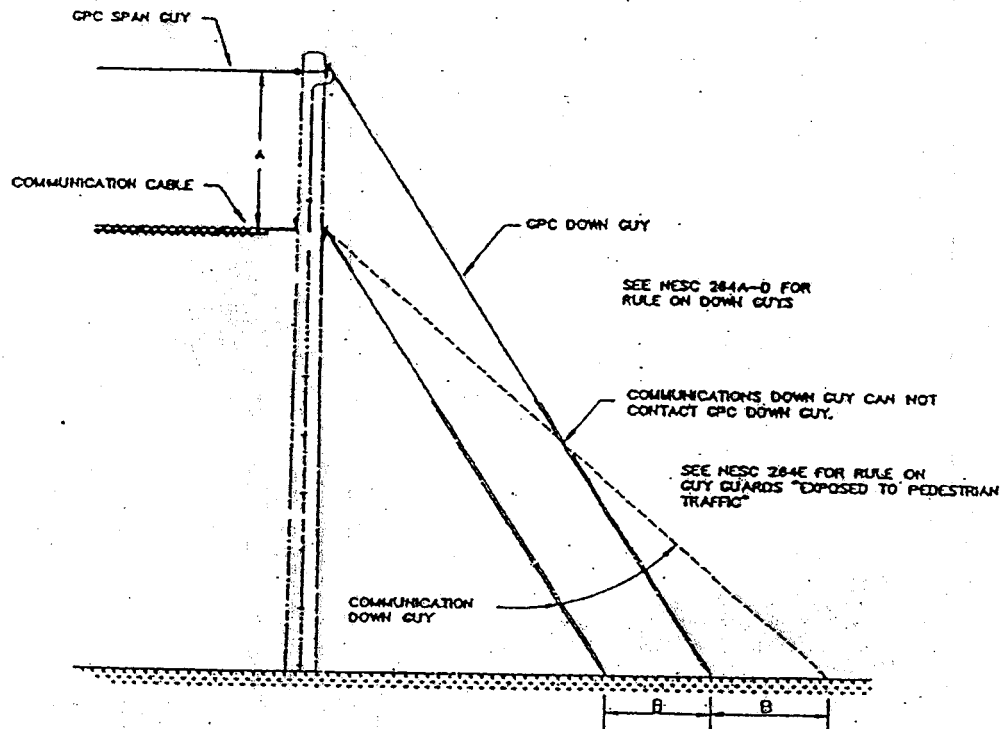 GPC SPAN GUY
A
COMMUNICATION CABLE
GPC DOWN GUY
SEE NESC 264A-D FOR
RULE ON DOWN GUYS
COMMUNICATIONS DOWN GUY CAN NOT
CONTACT GPC DOWN GUY.
SEE NESC 264E FOR RULE ON
GUY GUARDS "EXPOSED TO PEDESTRIAN
TRAFFIC"
COMMUNICATION
DOWN GUY
B
B